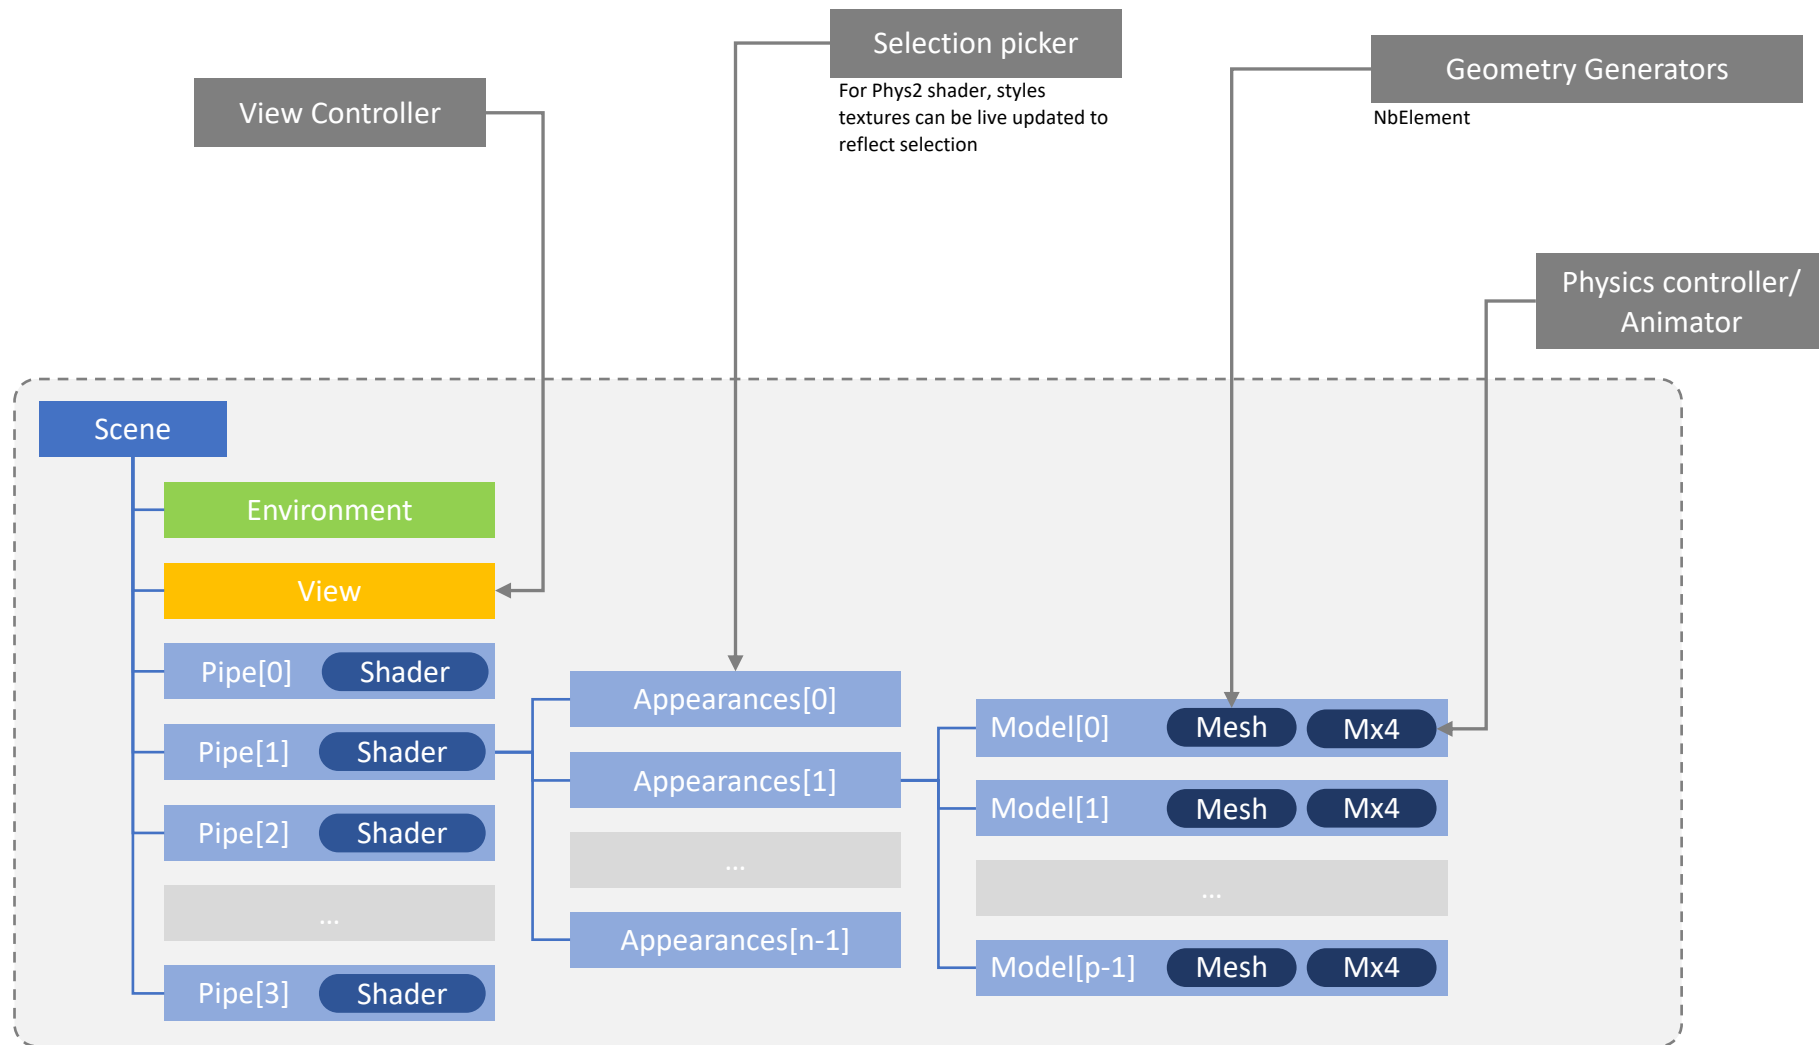 Selection picker
For Phys2 shader, styles
textures can be live updated to
reflect selection
Geometry Generators
NbElement
View Controller
Physics controller/
Animator
Scene
Environment
View
Pipe[0] Shader
Pipe[1] Shader
Pipe[2] Shader
...
Pipe[3] Shader
Appearances[0]
Appearances[1]
...
Appearances[n-1]
Model[0] Mesh Mx4
Model[1] Mesh Mx4
...
Model[p-1] Mesh Mx4